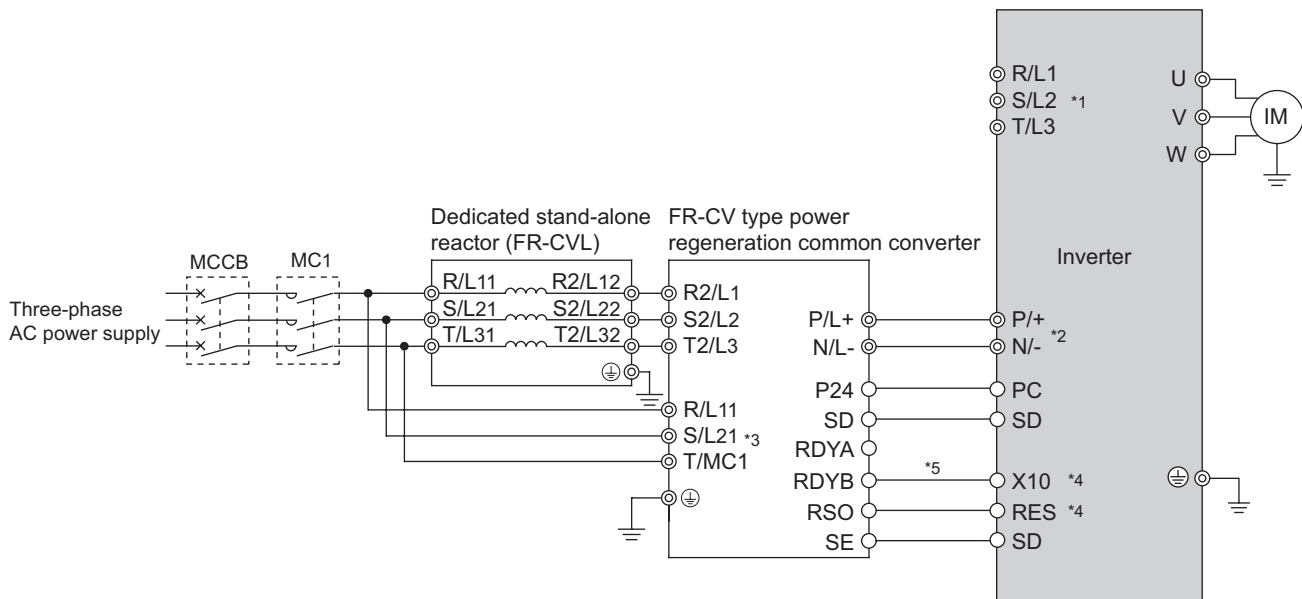 R/L1
S/L2 *1
T/L3
U
V
W
IM
Dedicated stand-alone
reactor (FR-CVL)
FR-CV type power
regeneration common converter
Inverter
MCCB
MC1
Three-phase
AC power supply
R/L11
R2/L12
S/L21
S2/L22
T/L31
T2/L32
R2/L1
S2/L2
T2/L3
R/L11
S/L21 *3
T/MC1
P/L+
N/L-
P24
SD
RDYA
RDYB
RSO
SE
*5
P/+
N/- *2
PC
SD
X10 *4
RES *4
SD